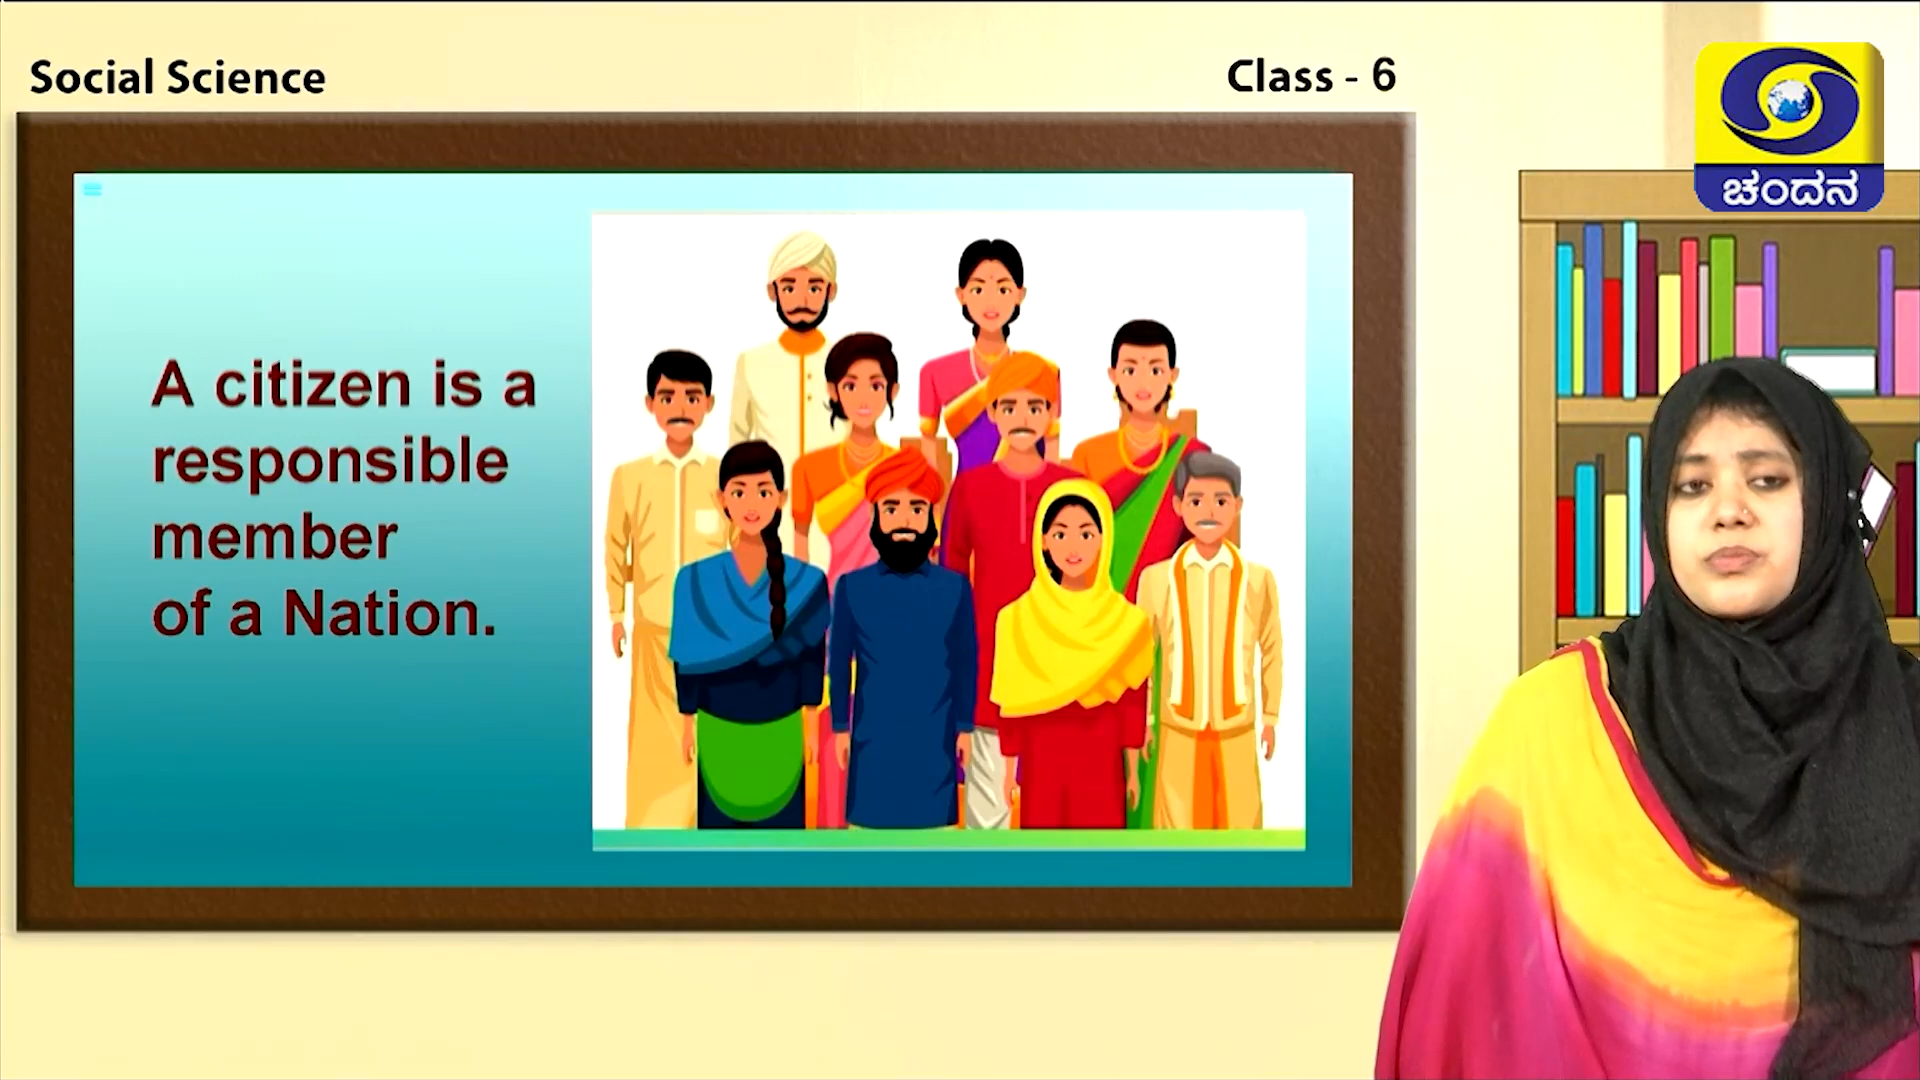 Social Science
Class - 6
ಚಂದನ
A citizen is a
responsible
member
of a Nation.